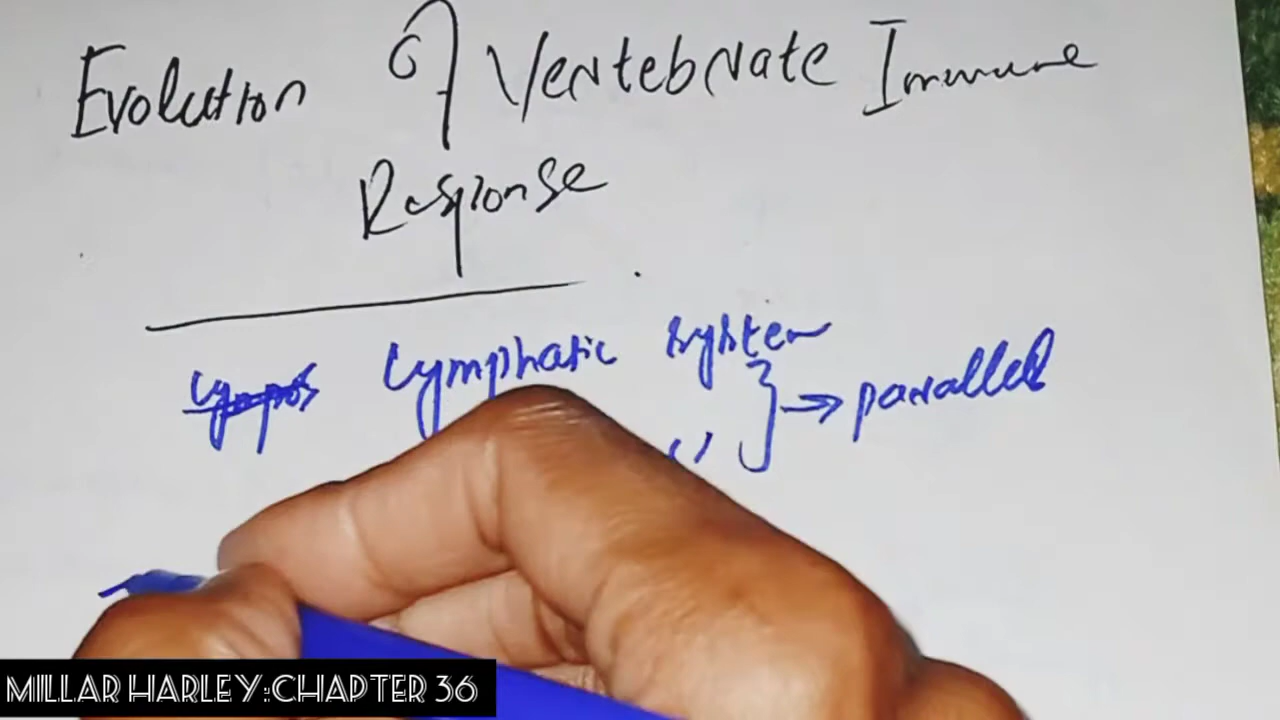 Evolution of Vertebrate Immune
Response
Lymphatic system
} → parallel
"
MILLAR HARLEY:CHAPTER 36